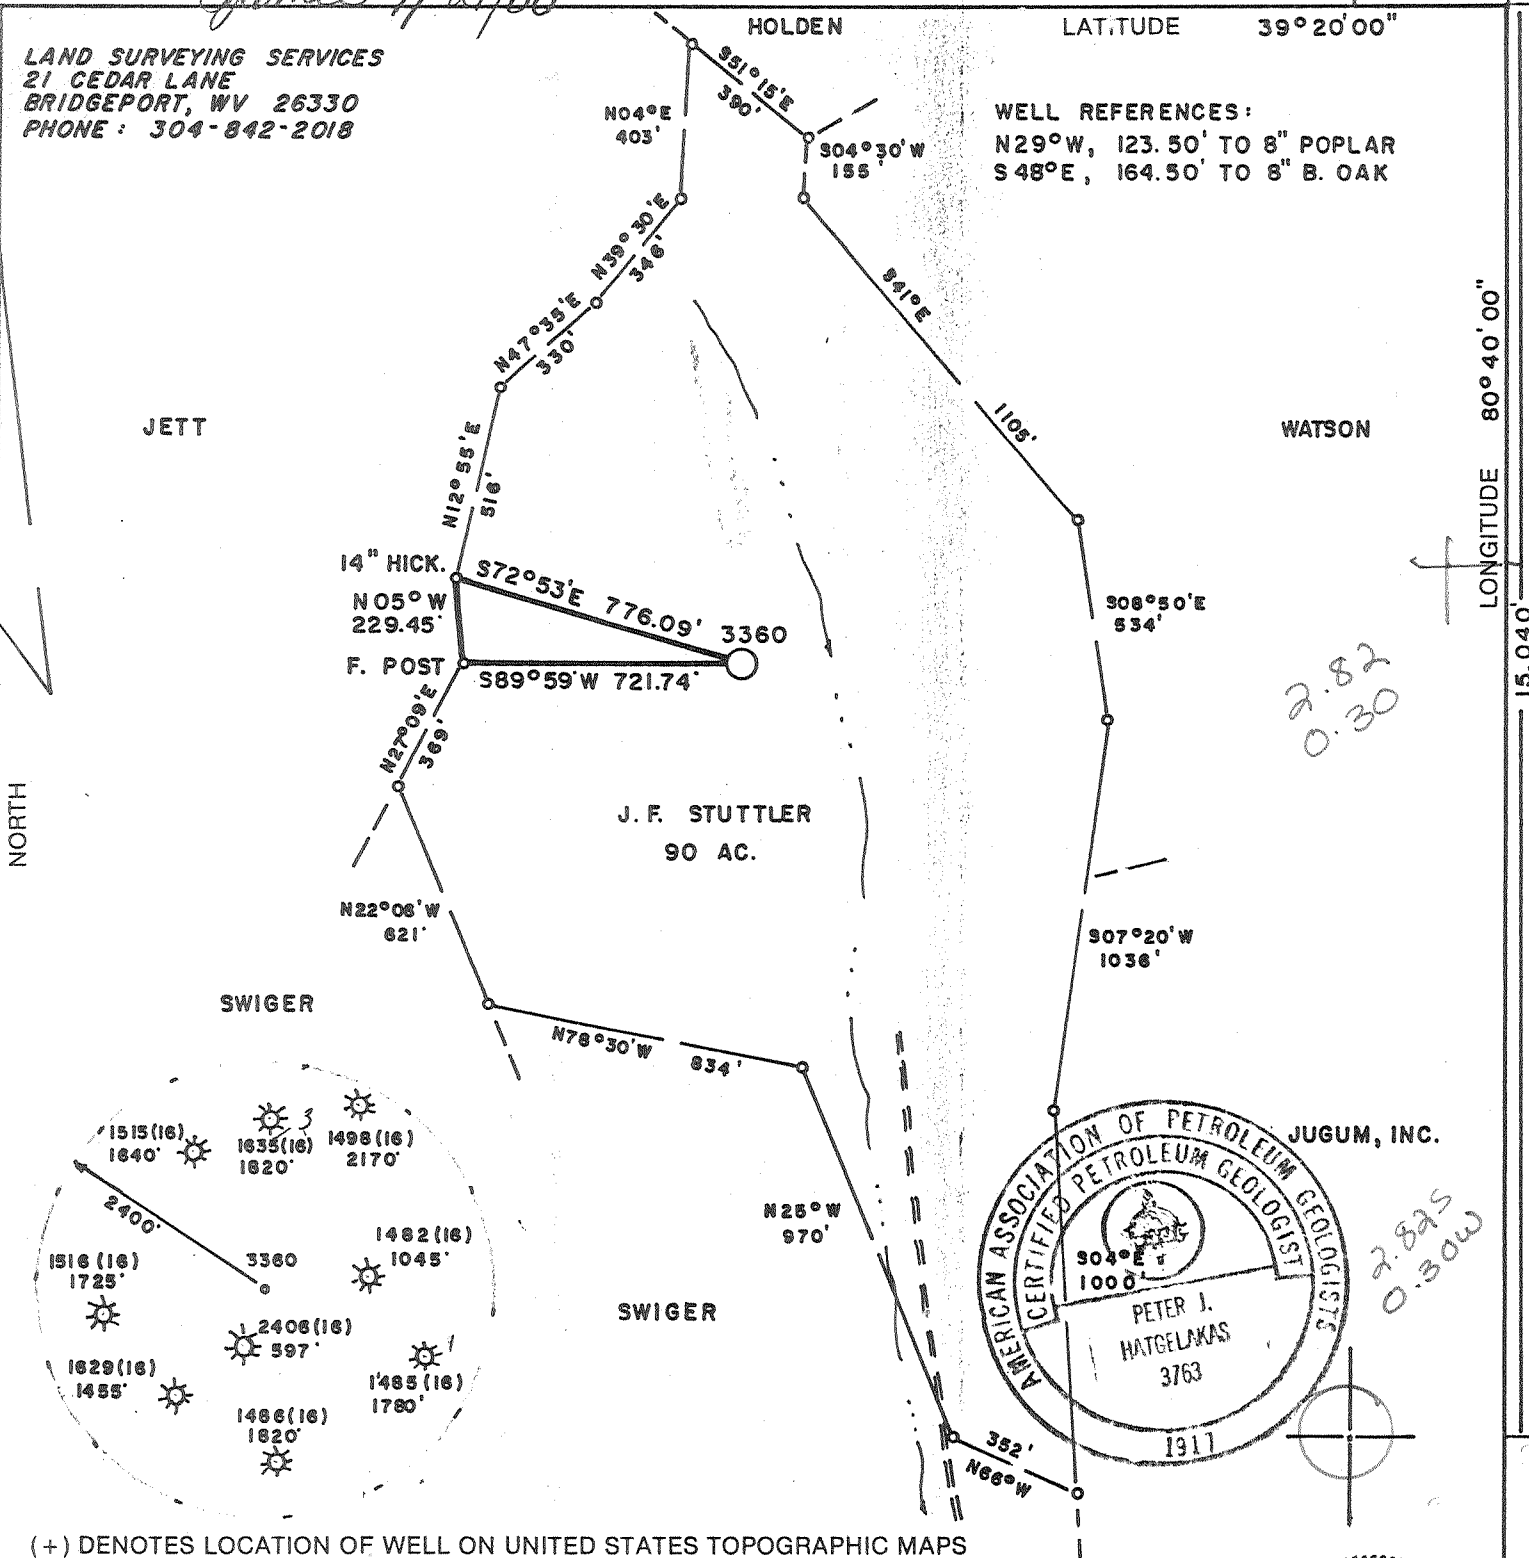 HOLDEN
LATITUDE 39°20'00"
LAND SURVEYING SERVICES
21 CEDAR LANE
BRIDGEPORT, WV 26330
PHONE: 304-842-2018
WELL REFERENCES:
N29°W, 123.50' TO 8" POPLAR
S48°E, 164.50' TO 8" B. OAK
S51°15'E
390'
N04°E
403'
S04°30'W
155'
N39°30'E
346'
N47°35'E
330'
S41°E
1105'
LONGITUDE 80°40'00"
JETT
WATSON
N12°55'E
516'
14" HICK.
S72°53'E 776.09'
3360
N05°W
229.45'
F. POST
S89°59'W 721.74'
S08°50'E
534'
15,040'
2.82
0.30
N27°09'E
369'
NORTH
J. F. STUTTLER
90 AC.
N22°06'W
621'
S07°20'W
1036'
SWIGER
N78°30'W 834'
JUGUM, INC.
1515(16)
1640'
1635(16)
3
1620'
1498(16)
2170'
2400'
N25°W
970'
1482(16)
1045'
3360
1516(16)
1725'
2406(16)
597'
1629(16)
1455'
1485(16)
1
1780'
1486(16)
1620'
SWIGER
S04°E
1000'
AMERICAN ASSOCIATION OF PETROLEUM GEOLOGISTS
CERTIFIED PETROLEUM GEOLOGIST
PETER J.
HATGELAKAS
3763
1917
2.82S
0.30W
352'
N66°W
(+) DENOTES LOCATION OF WELL ON UNITED STATES TOPOGRAPHIC MAPS